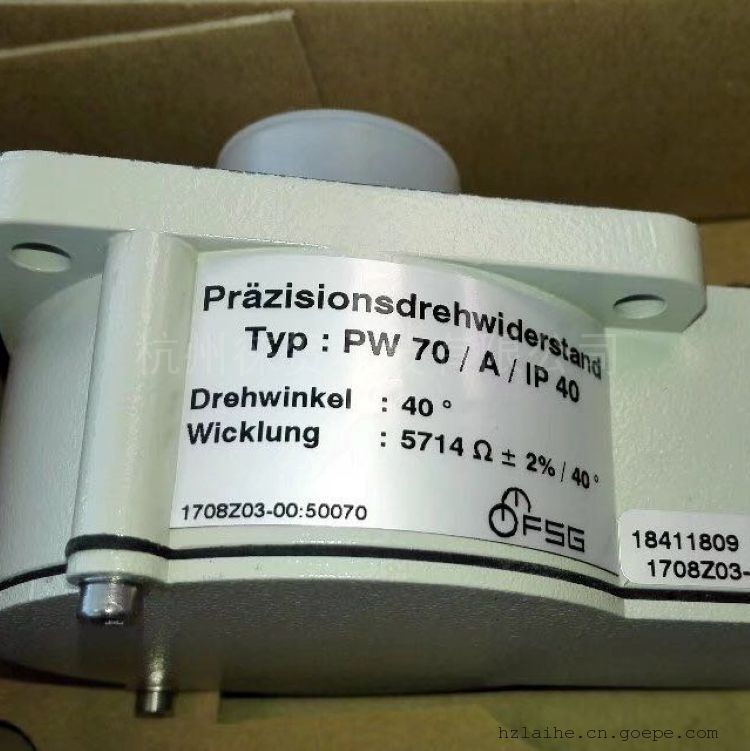 Präzisionsdrehwiderstand
Typ : PW 70 / A / IP 40
Drehwinkel : 40 °
Wicklung : 5714 Ω ± 2% / 40°
1708Z03-00:50070
FSG
18411809
1708Z03-
hzlaihe.cn.goepe.com